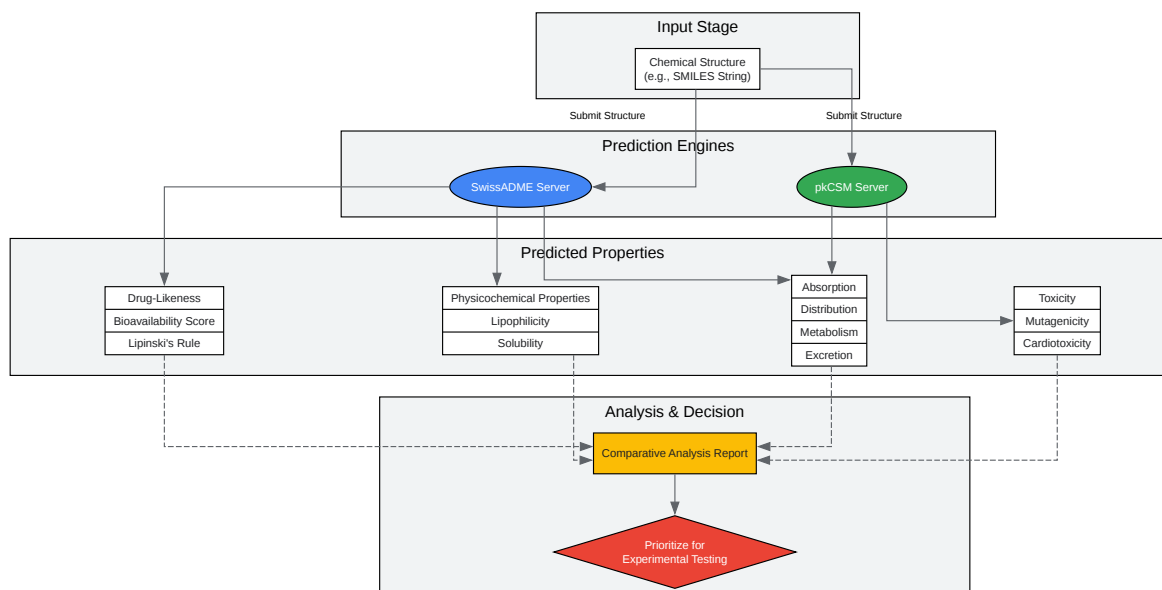 Input Stage
Chemical Structure
(e.g., SMILES String)
Submit Structure
Submit Structure
Prediction Engines
SwissADME Server
pkCSM Server
Predicted Properties
Drug-Likeness
Bioavailability Score
Lipinski's Rule
Physicochemical Properties
Lipophilicity
Solubility
Absorption
Distribution
Metabolism
Excretion
Toxicity
Mutagenicity
Cardiotoxicity
Analysis & Decision
Comparative Analysis Report
Prioritize for
Experimental Testing